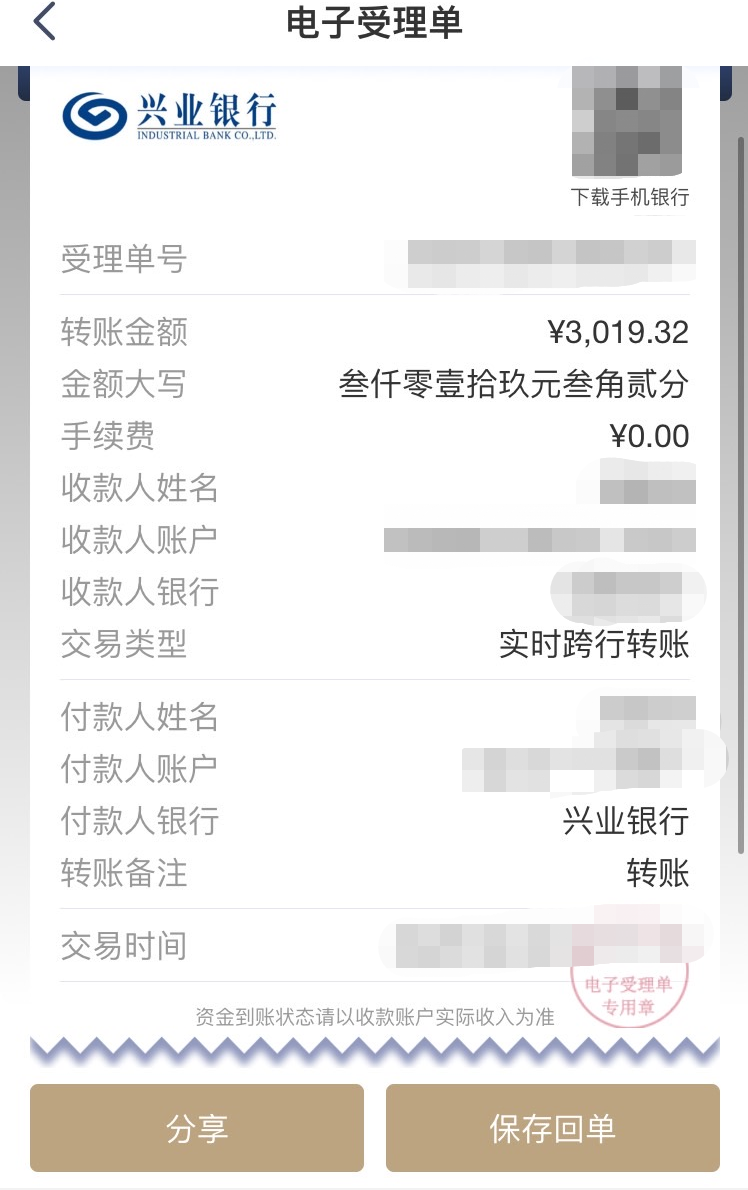 电子受理单
兴业银行
INDUSTRIAL BANK CO.,LTD.
下载手机银行
受理单号
转账金额 ¥3,019.32
金额大写 叁仟零壹拾玖元叁角贰分
手续费 ¥0.00
收款人姓名
收款人账户
收款人银行
交易类型 实时跨行转账
付款人姓名
付款人账户
付款人银行 兴业银行
转账备注 转账
交易时间
电子受理单
专用章
资金到账状态请以收款账户实际收入为准
分享 保存回单